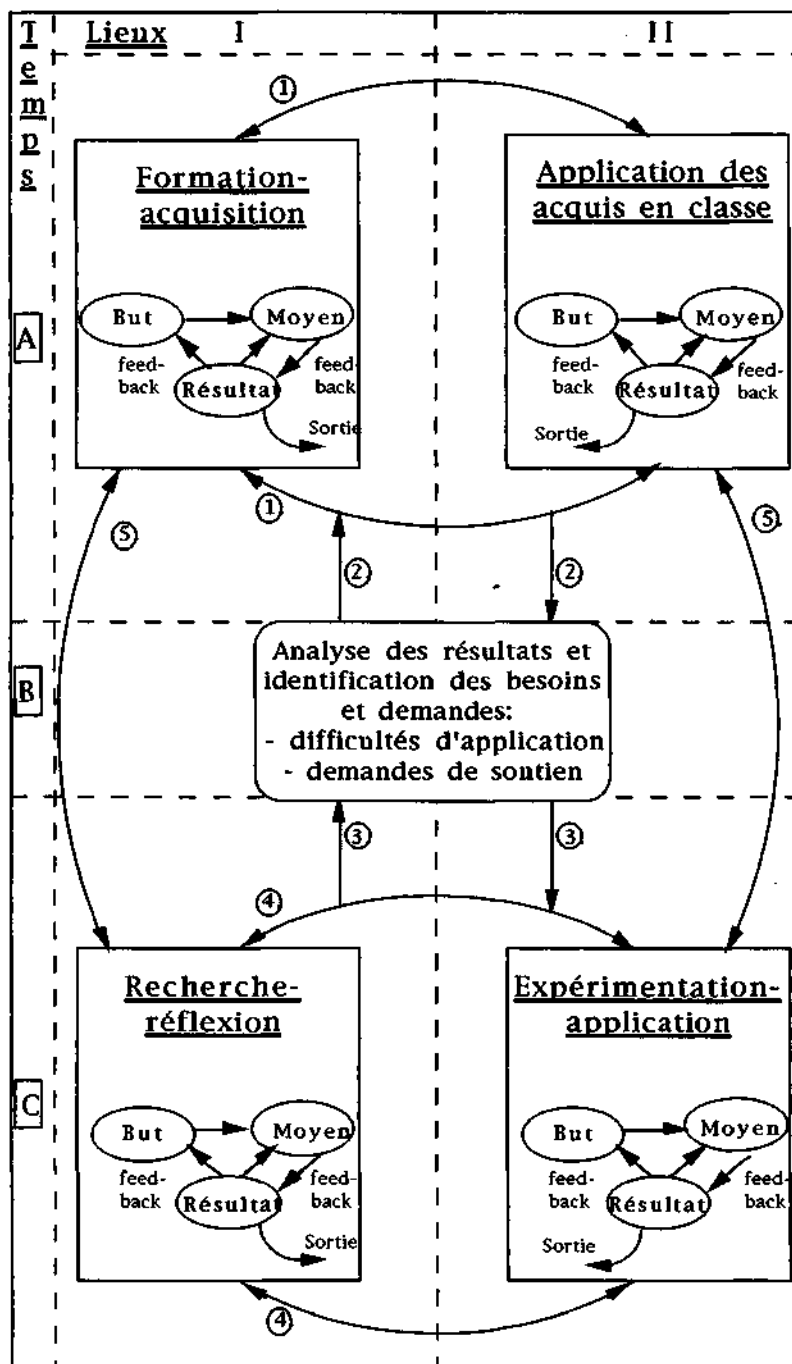 Temps
Lieux I II
①
Formation-
acquisition
Application des
acquis en classe
A
But
Moyen
feed-
back
Résultat
feed-
back
Sortie
But
Moyen
feed-
back
Résultat
feed-
back
Sortie
①
⑤
⑤
②
②
B
Analyse des résultats et
identification des besoins
et demandes:
- difficultés d'application
- demandes de soutien
③
③
④
Recherche-
réflexion
Expérimentation-
application
C
But
Moyen
feed-
back
Résultat
feed-
back
Sortie
But
Moyen
feed-
back
Résultat
feed-
back
Sortie
④